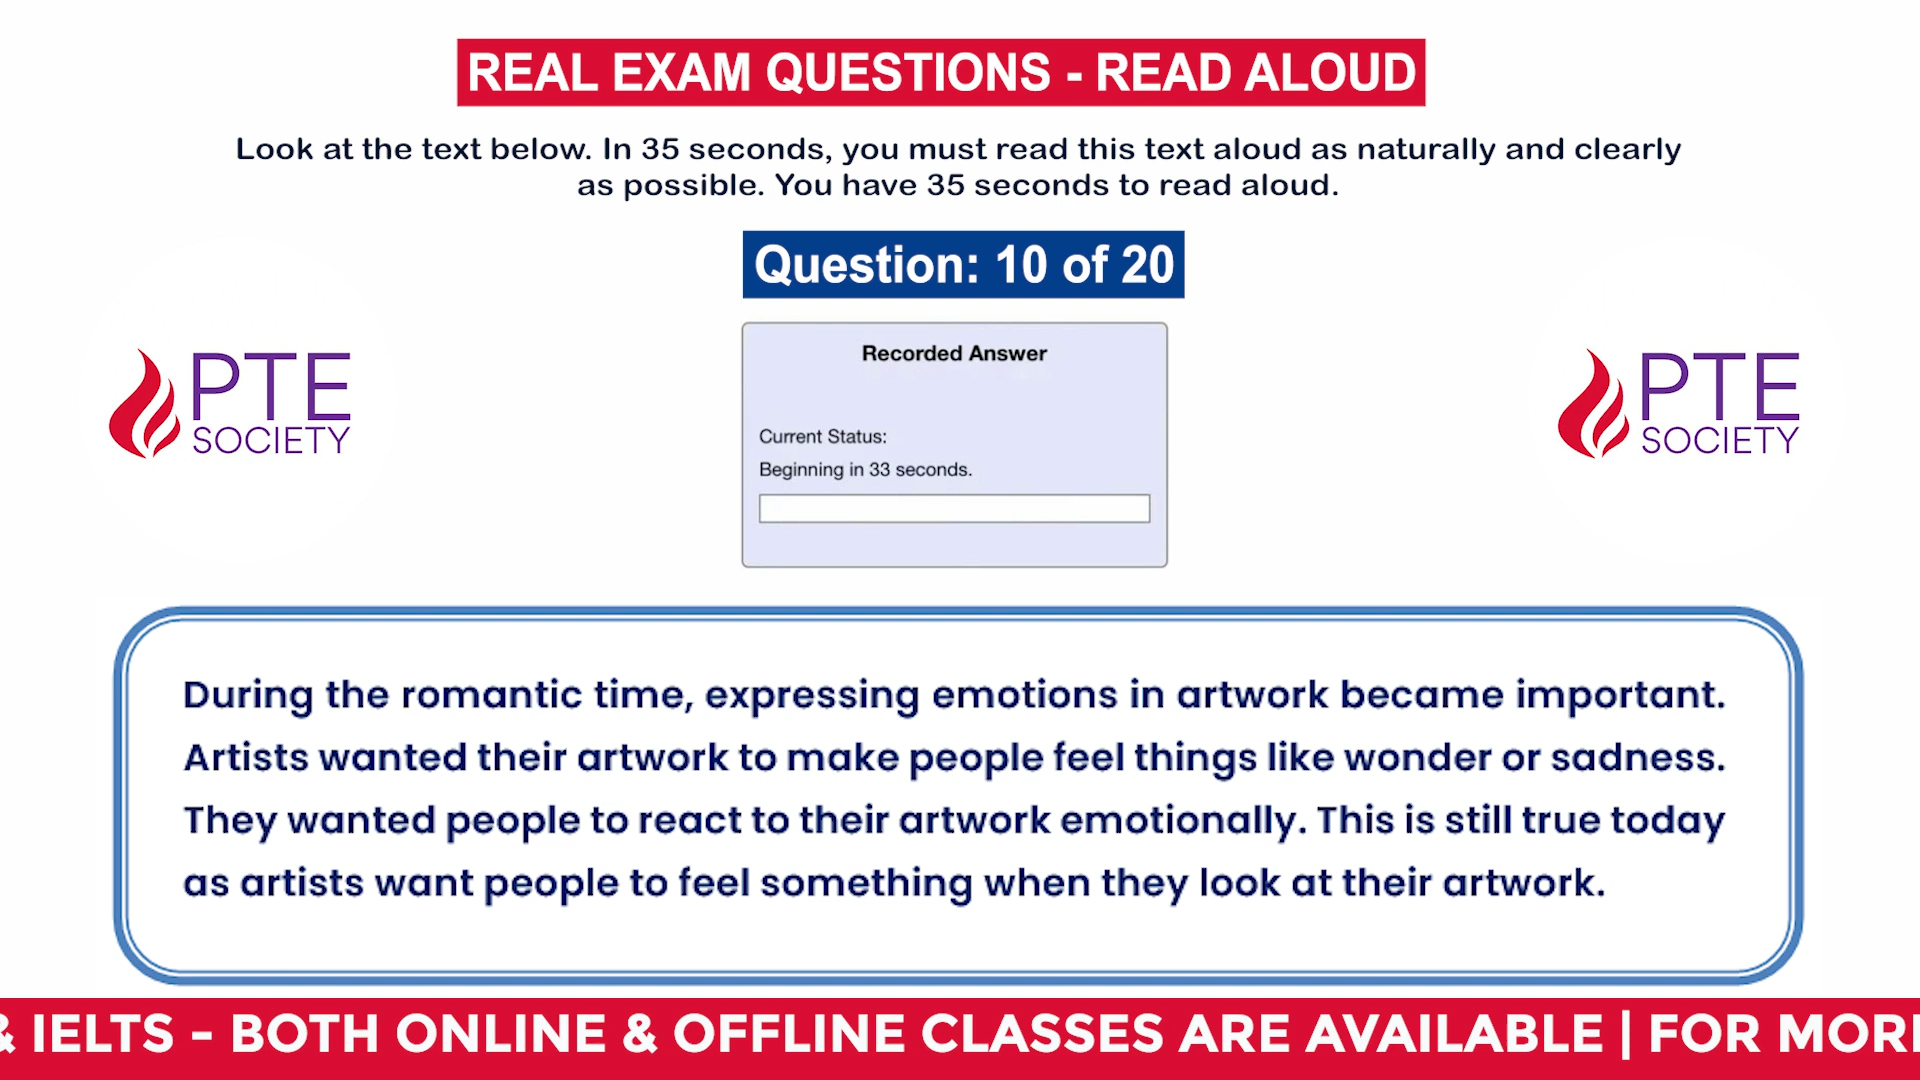 REAL EXAM QUESTIONS - READ ALOUD
Look at the text below. In 35 seconds, you must read this text aloud as naturally and clearly
as possible. You have 35 seconds to read aloud.
Question: 10 of 20
Recorded Answer
Current Status:
Beginning in 33 seconds.
PTE
SOCIETY
PTE
SOCIETY
During the romantic time, expressing emotions in artwork became important.
Artists wanted their artwork to make people feel things like wonder or sadness.
They wanted people to react to their artwork emotionally. This is still true today
as artists want people to feel something when they look at their artwork.
& IELTS - BOTH ONLINE & OFFLINE CLASSES ARE AVAILABLE | FOR MOR